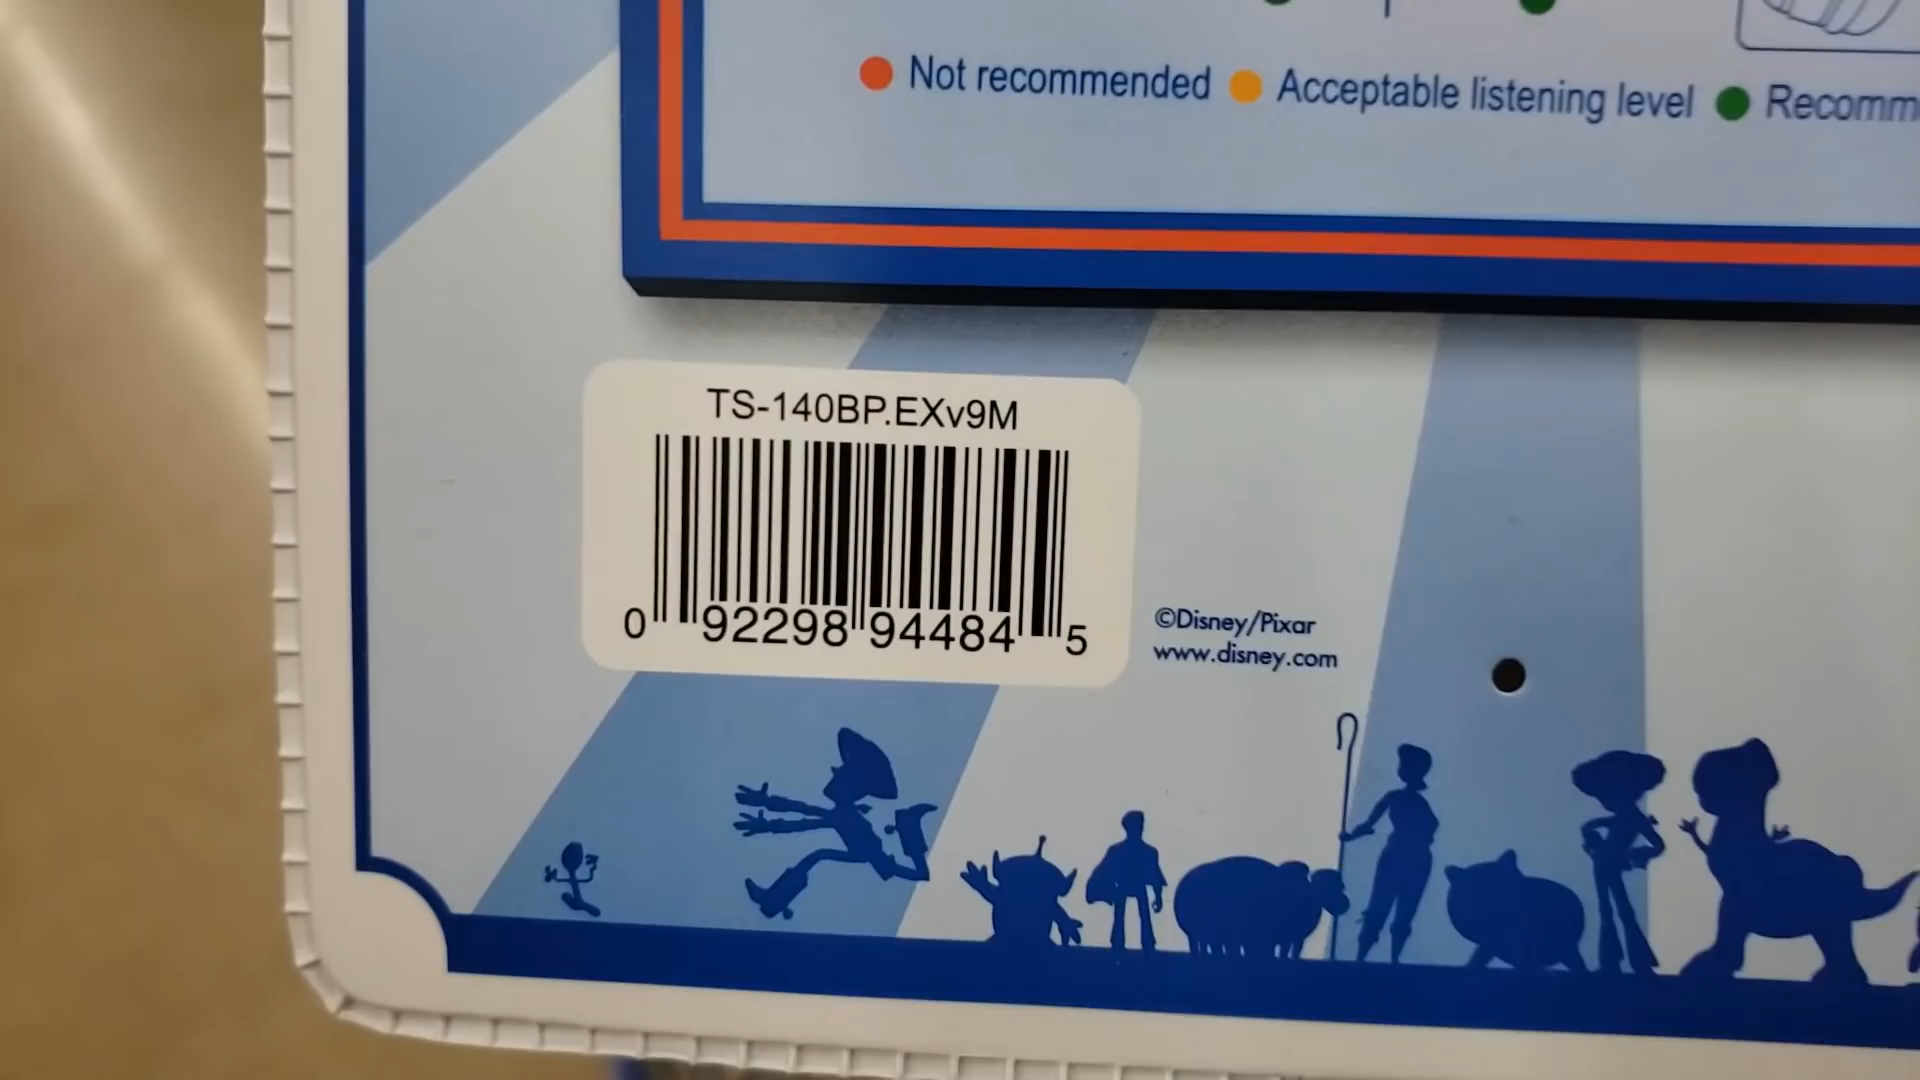 Not recommended Acceptable listening level
TS-140BP.EXv9M
0 92298 94484 5
©Disney/Pixar
www.disney.com